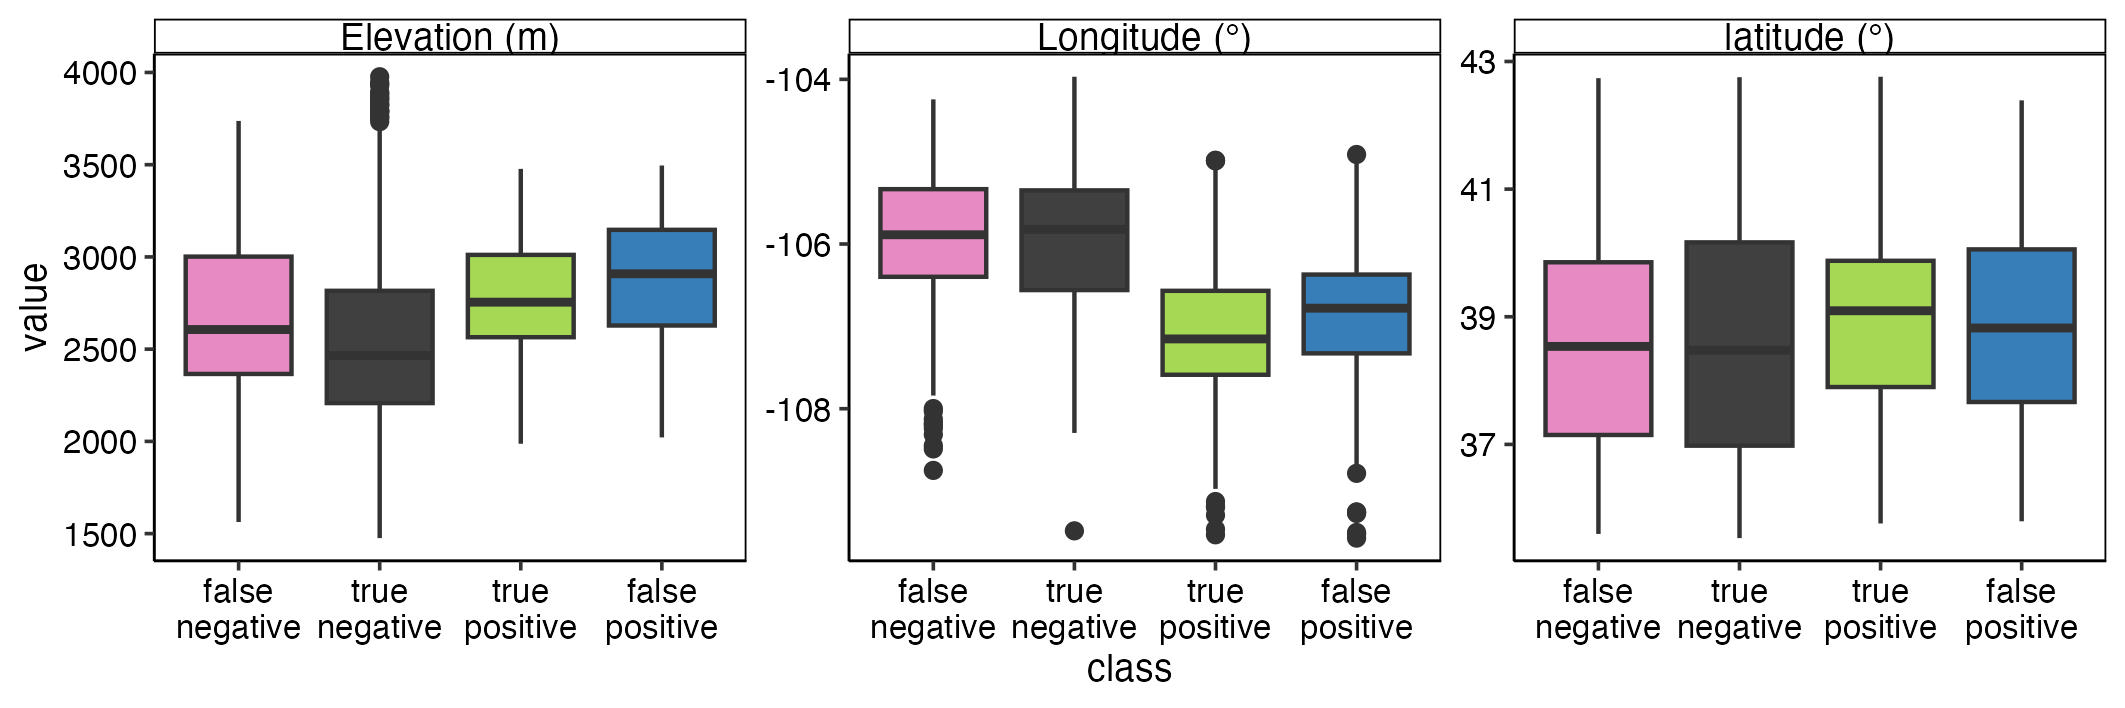 Elevation (m)
Longitude (°)
latitude (°)
value
4000
3500
3000
2500
2000
1500
-104
-106
-108
43
41
39
37
false
negative
true
negative
true
positive
false
positive
false
negative
true
negative
true
positive
false
positive
false
negative
true
negative
true
positive
false
positive
class